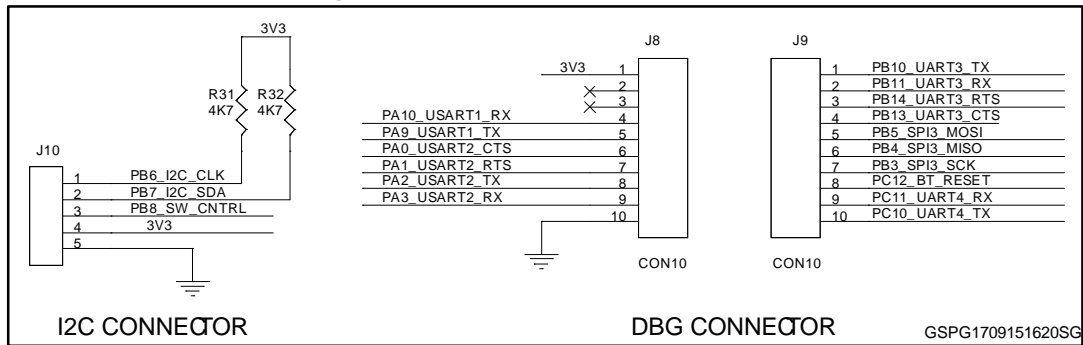 3V3
R31
4K7
R32
4K7
J10
1 PB6_I2C_CLK
2 PB7_I2C_SDA
3 PB8_SW_CNTRL
4 3V3
5
I2C CONNECTOR
J8
3V3 1
2
3
PA10_USART1_RX 4
PA9_USART1_TX 5
PA0_USART2_CTS 6
PA1_USART2_RTS 7
PA2_USART2_TX 8
PA3_USART2_RX 9
10
CON10
J9
1 PB10_UART3_TX
2 PB11_UART3_RX
3 PB14_UART3_RTS
4 PB13_UART3_CTS
5 PB5_SPI3_MOSI
6 PB4_SPI3_MISO
7 PB3_SPI3_SCK
8 PC12_BT_RESET
9 PC11_UART4_RX
10 PC10_UART4_TX
CON10
DBG CONNECTOR
GSPG1709151620SG